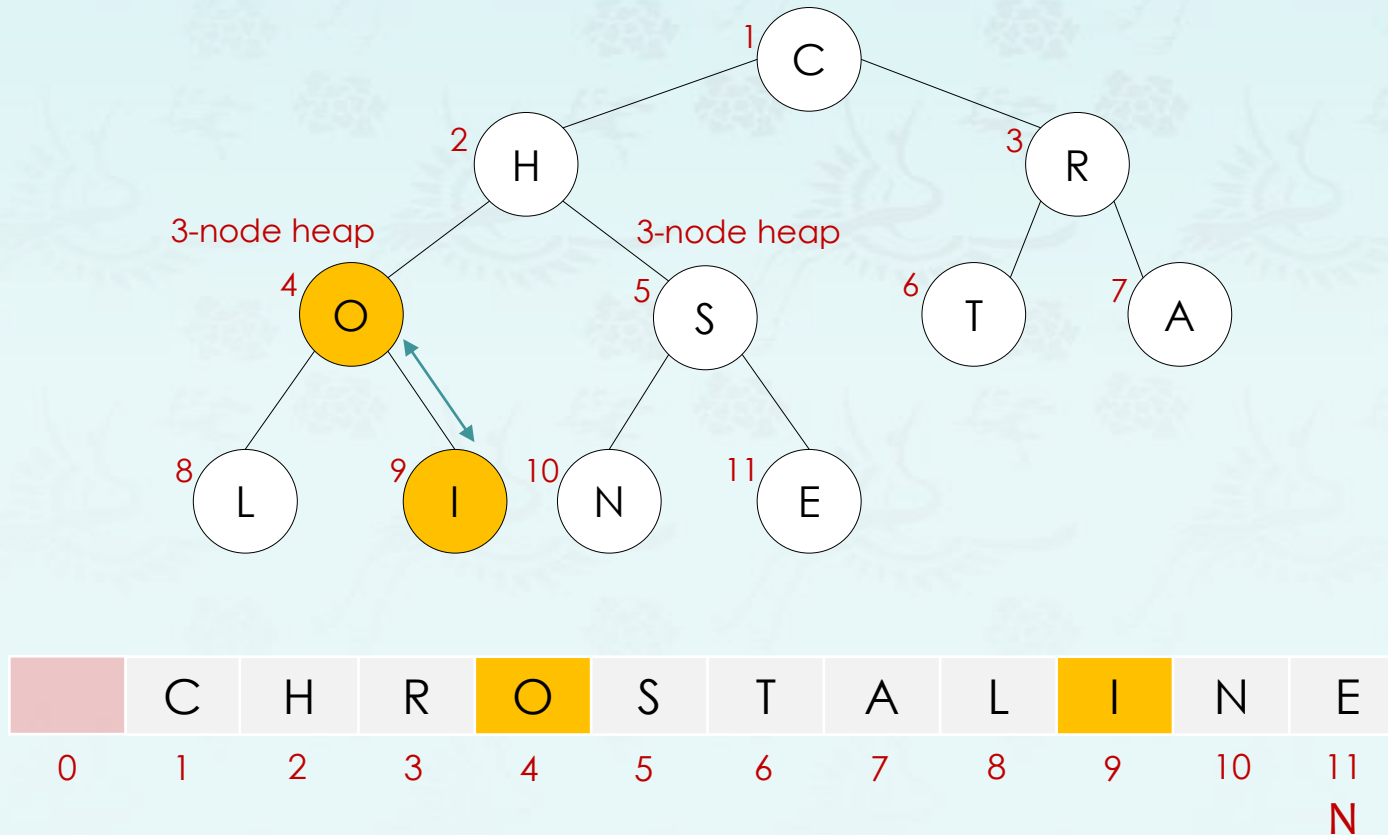 1 C
2 H 3 R
3-node heap 3-node heap
4 O 5 S 6 T 7 A
8 L 9 I 10 N 11 E
C H R O S T A L I N E
0 1 2 3 4 5 6 7 8 9 10 11
N